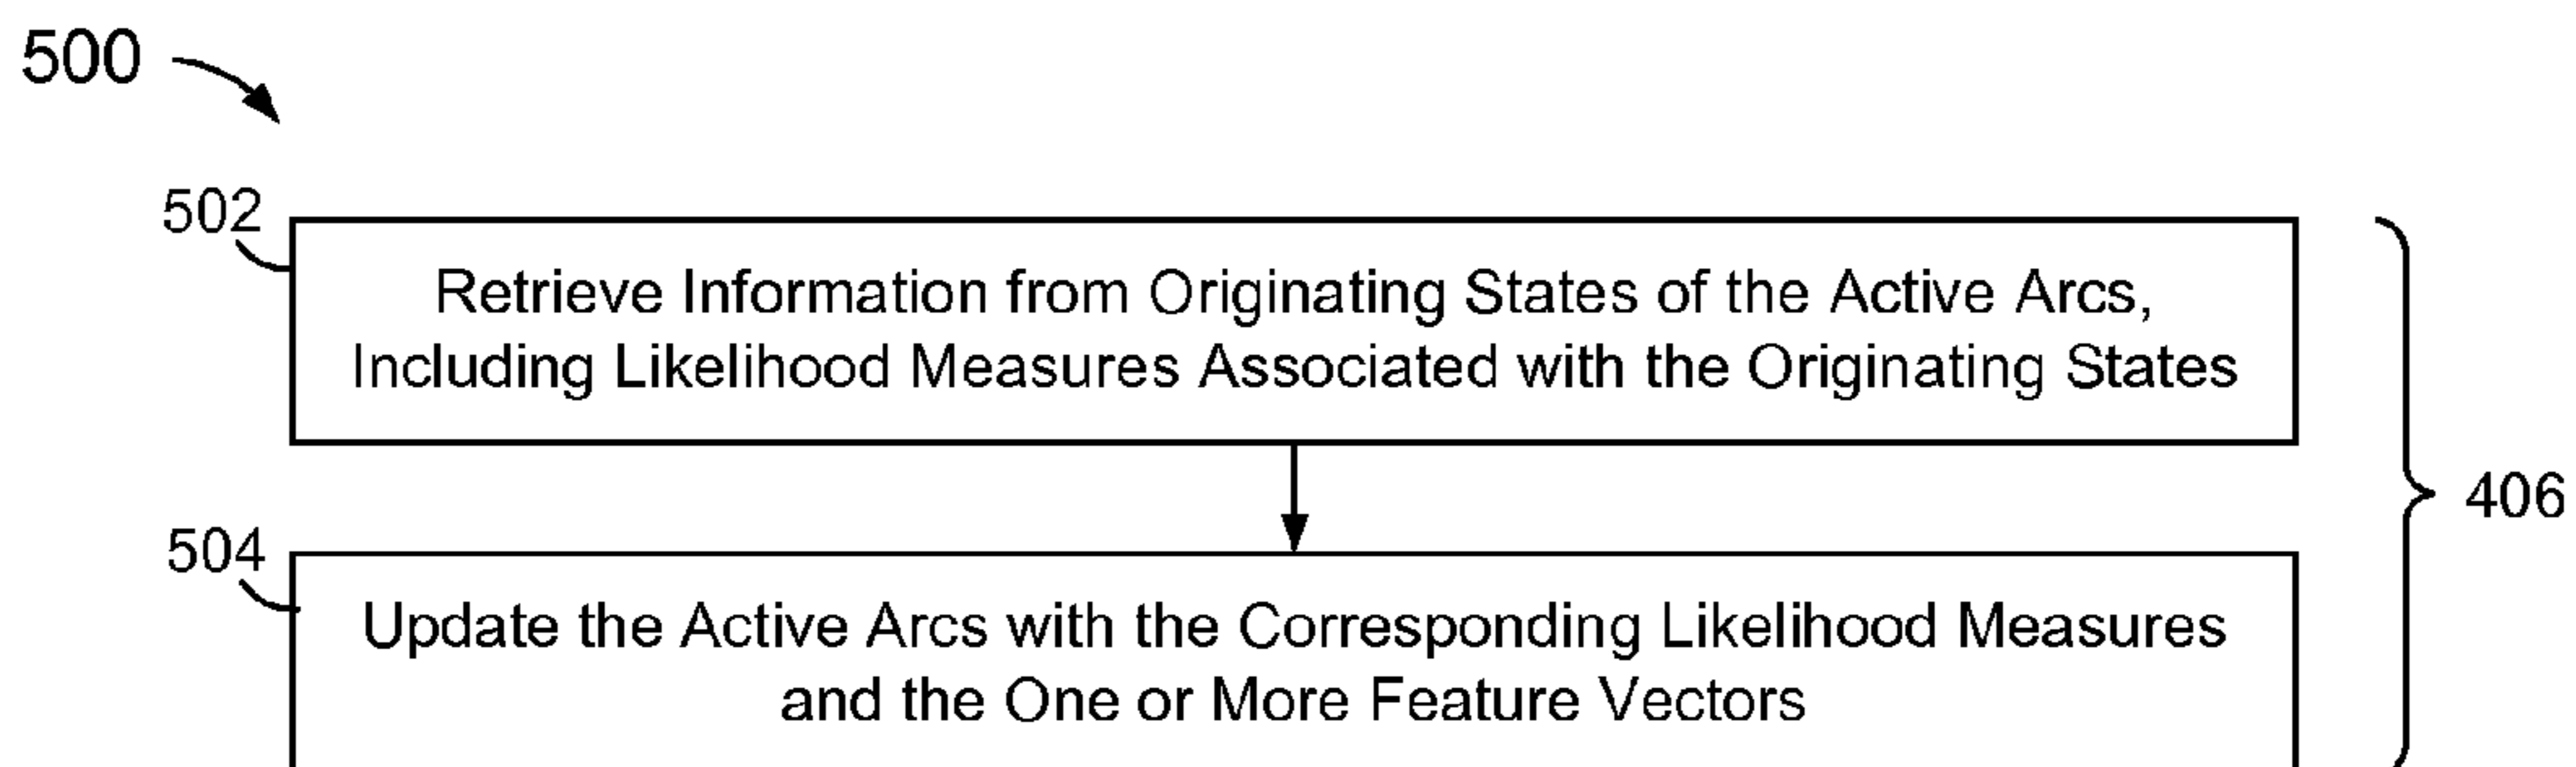 500
502
Retrieve Information from Originating States of the Active Arcs,
Including Likelihood Measures Associated with the Originating States
406
504
Update the Active Arcs with the Corresponding Likelihood Measures
and the One or More Feature Vectors